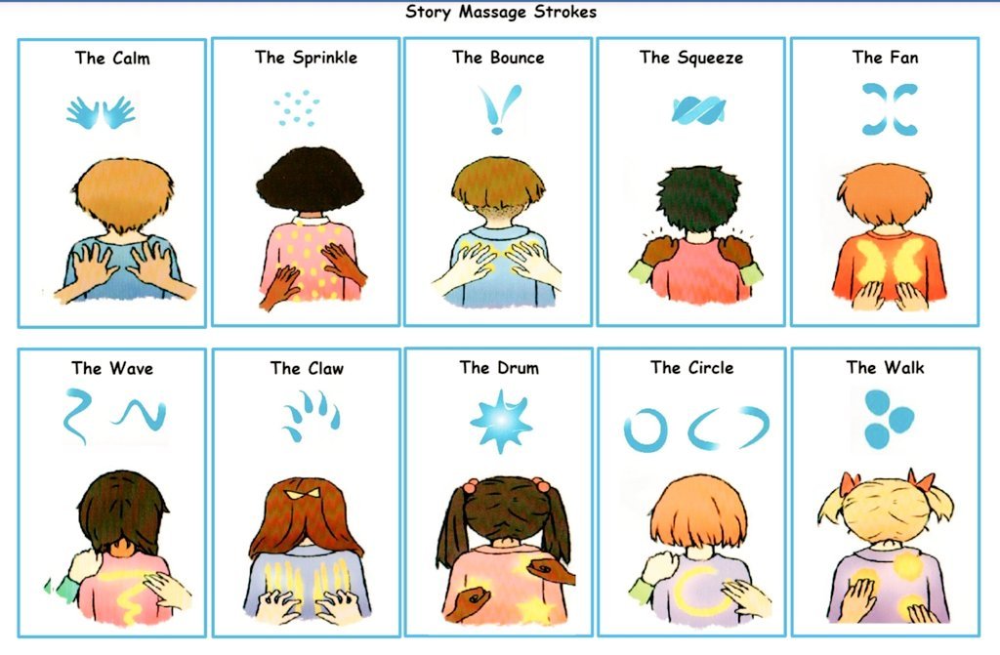 Story Massage Strokes
The Calm
The Sprinkle
The Bounce
The Squeeze
The Fan
The Wave
The Claw
The Drum
The Circle
The Walk